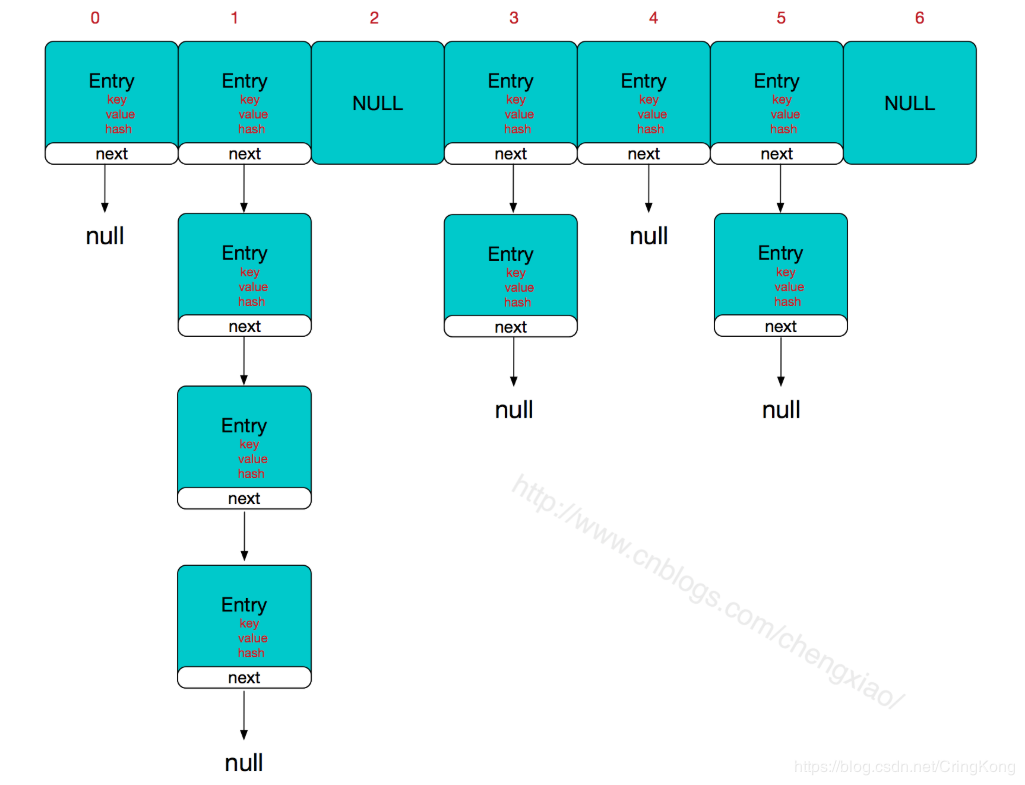 0 1 2 3 4 5 6
Entry Entry NULL Entry Entry Entry NULL
key key key key key
value value value value value
hash hash hash hash hash
next next next next next
null null
Entry Entry Entry
key key key
value value value
hash hash hash
next next next
null null
Entry
key
value
hash
next
http://www.cnblogs.com/chengxiao/
Entry
key
value
hash
next
null
https://blog.csdn.net/CringKong